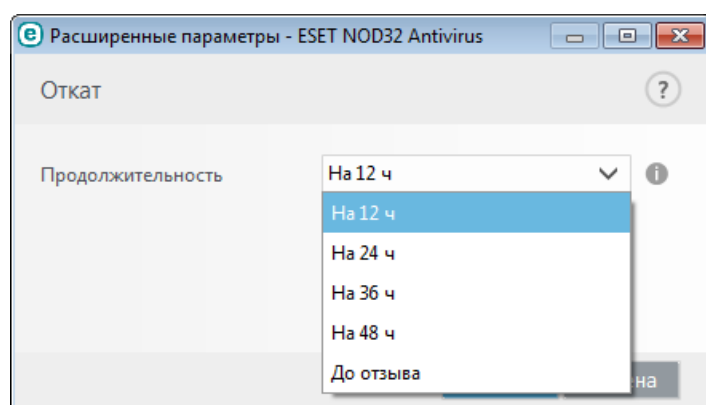 e Расширенные параметры - ESET NOD32 Antivirus
Откат
?
Продолжительность
На 12 ч
i
На 12 ч
На 24 ч
На 36 ч
На 48 ч
До отзыва
на